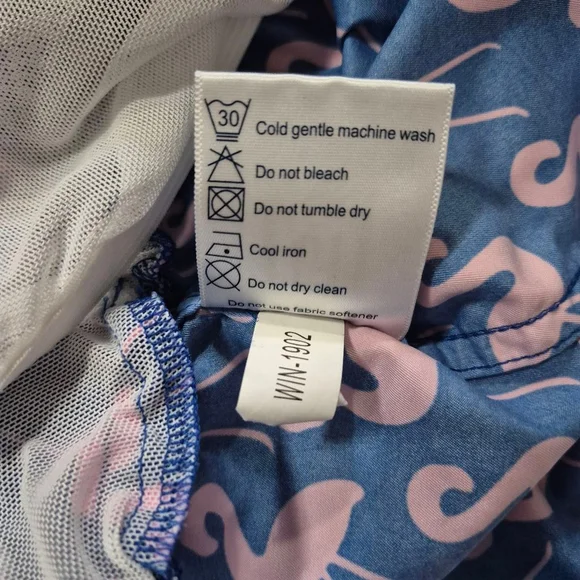 30
Cold gentle machine wash
Do not bleach
Do not tumble dry
Cool iron
Do not dry clean
Do not use fabric softener
WIN-1902